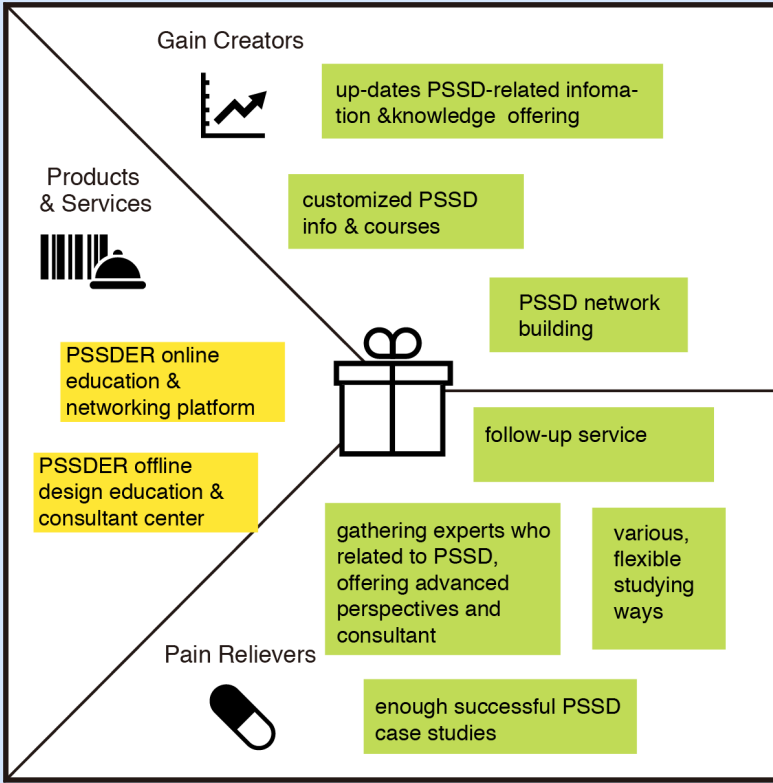 Gain Creators
up-dates PSSD-related infoma-
tion &knowledge offering
customized PSSD
info & courses
PSSD network
building
Products
& Services
PSSDER online
education &
networking platform
PSSDER offline
design education &
consultant center
follow-up service
gathering experts who
related to PSSD,
offering advanced
perspectives and
consultant
various,
flexible
studying
ways
Pain Relievers
enough successful PSSD
case studies